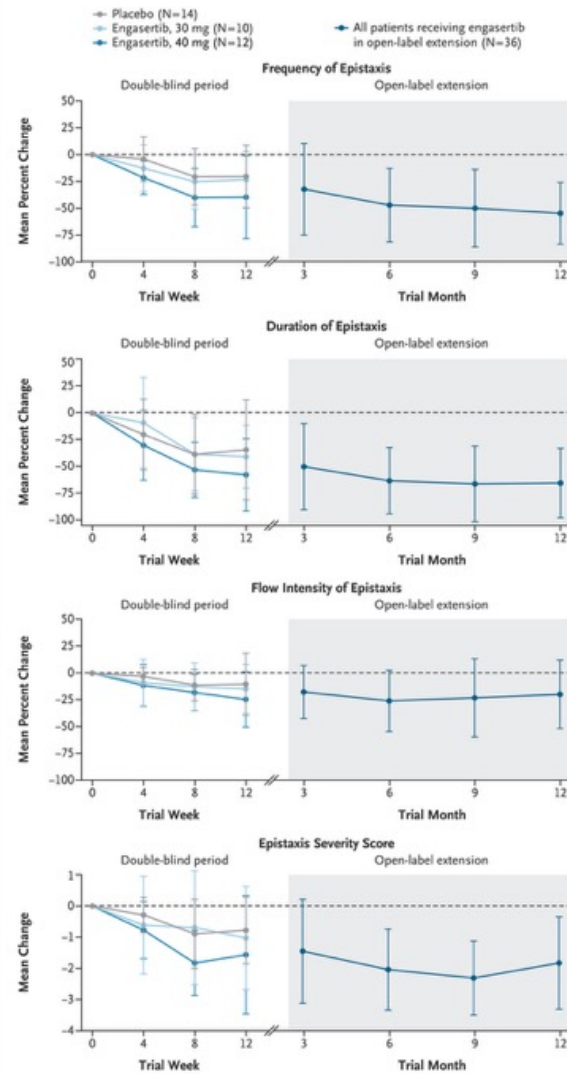 Placebo (N=14)
Engasertib, 30 mg (N=10)
Engasertib, 40 mg (N=12)
All patients receiving engasertib
in open-label extension (N=36)
Frequency of Epistaxis
Double-blind period
Open-label extension
Mean Percent Change
50
25
0
−25
−50
−75
−100
0 4 8 12
3 6 9 12
Trial Week
Trial Month
Duration of Epistaxis
Double-blind period
Open-label extension
Mean Percent Change
50
25
0
−25
−50
−75
−100
0 4 8 12
3 6 9 12
Trial Week
Trial Month
Flow Intensity of Epistaxis
Double-blind period
Open-label extension
Mean Percent Change
50
25
0
−25
−50
−75
−100
0 4 8 12
3 6 9 12
Trial Week
Trial Month
Epistaxis Severity Score
Double-blind period
Open-label extension
Mean Change
1
0
−1
−2
−3
−4
0 4 8 12
3 6 9 12
Trial Week
Trial Month